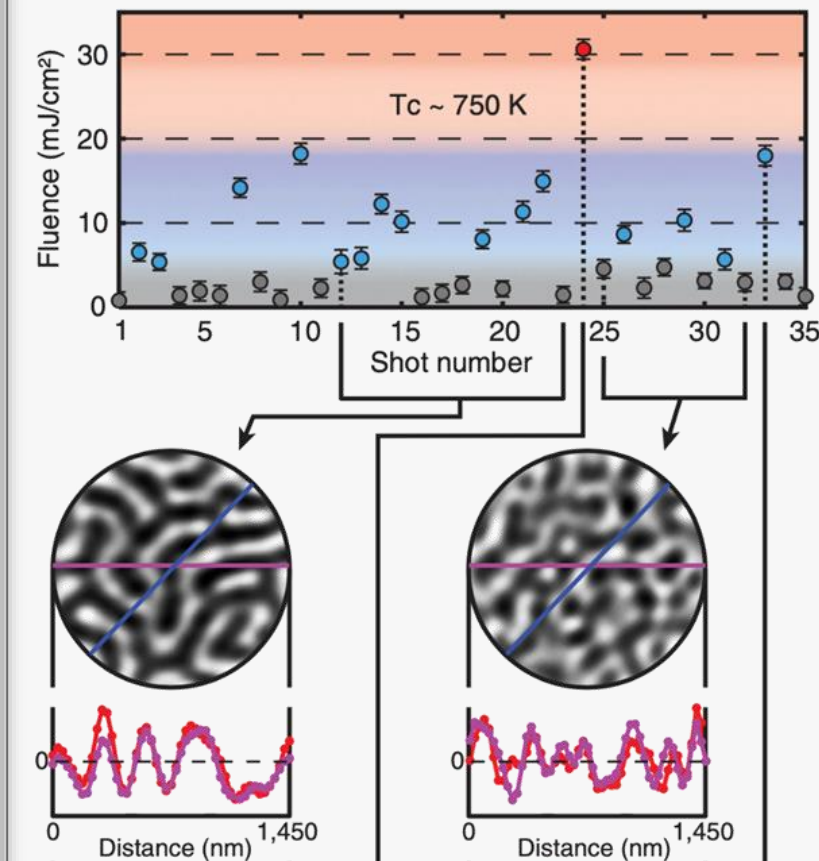 Fluence (mJ/cm²)
30
20
10
0
Tc ~ 750 K
1 5 10 15 20 25 30 35
Shot number
0
0 1,450
Distance (nm)
0
0 1,450
Distance (nm)